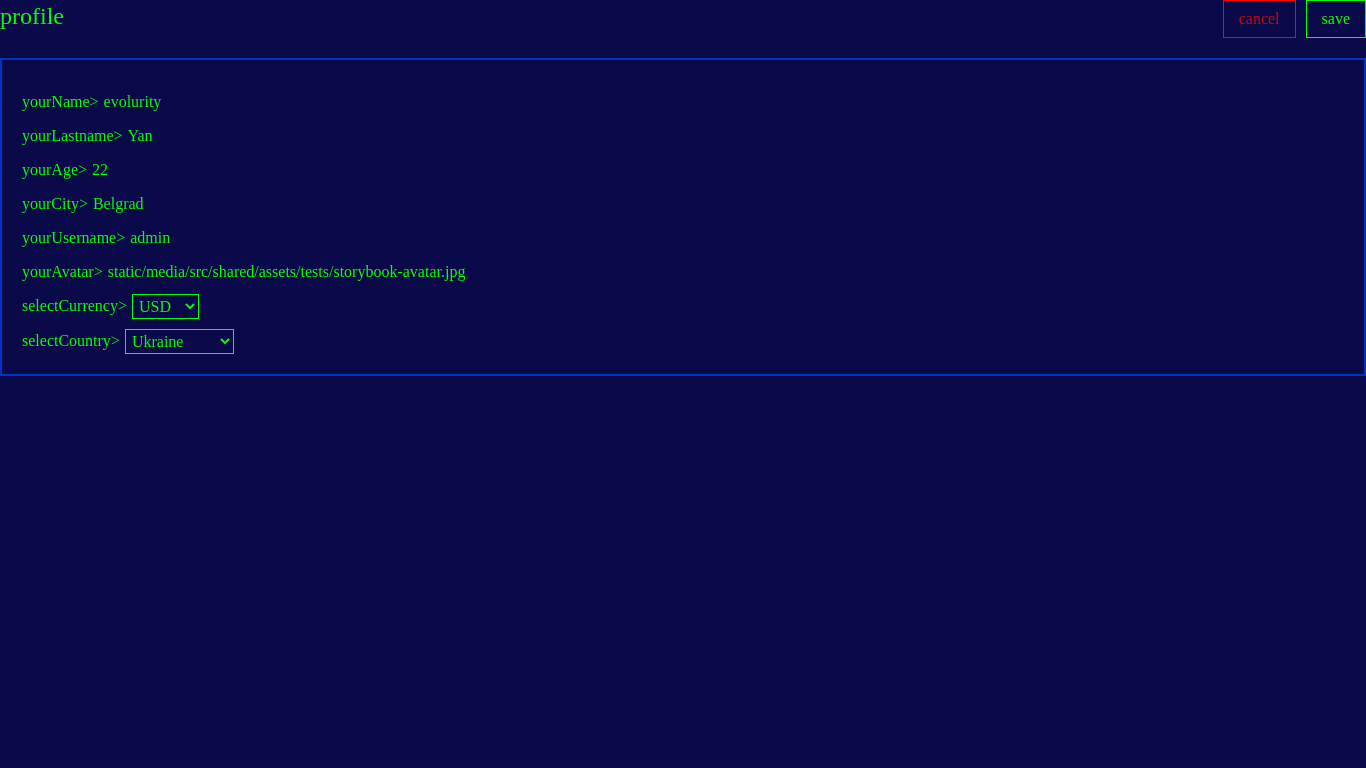 profile
cancel
save
yourName> evolurity
yourLastname> Yan
yourAge> 22
yourCity> Belgrad
yourUsername> admin
yourAvatar> static/media/src/shared/assets/tests/storybook-avatar.jpg
selectCurrency> USD
selectCountry> Ukraine